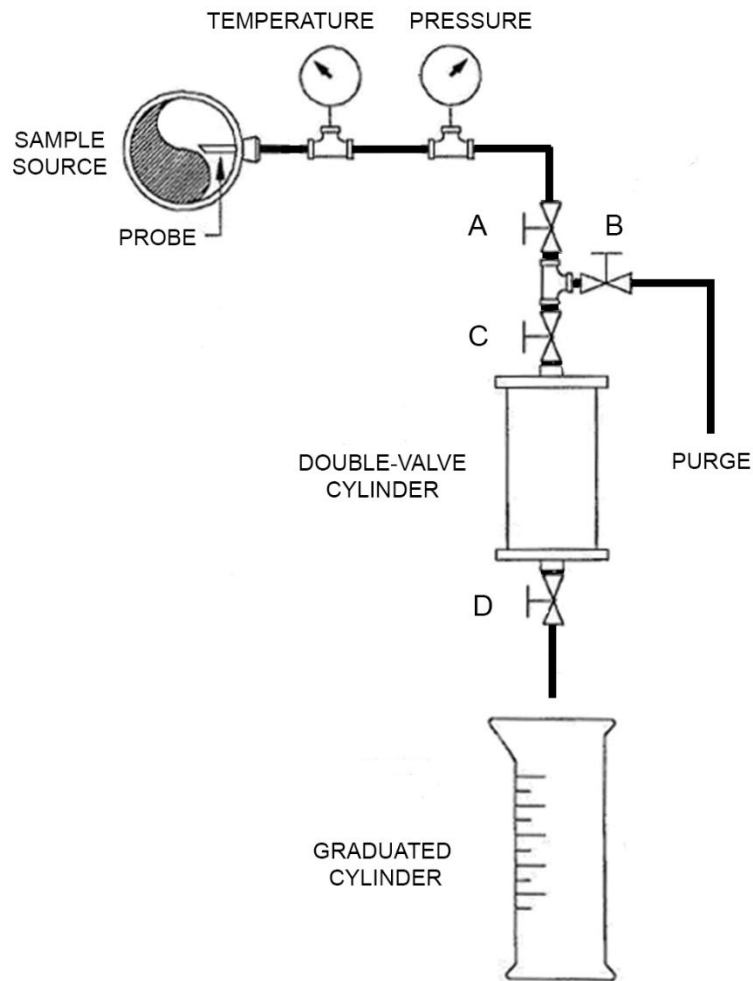 TEMPERATURE
PRESSURE
SAMPLE
SOURCE
PROBE
A
B
C
DOUBLE-VALVE
CYLINDER
PURGE
D
GRADUATED
CYLINDER